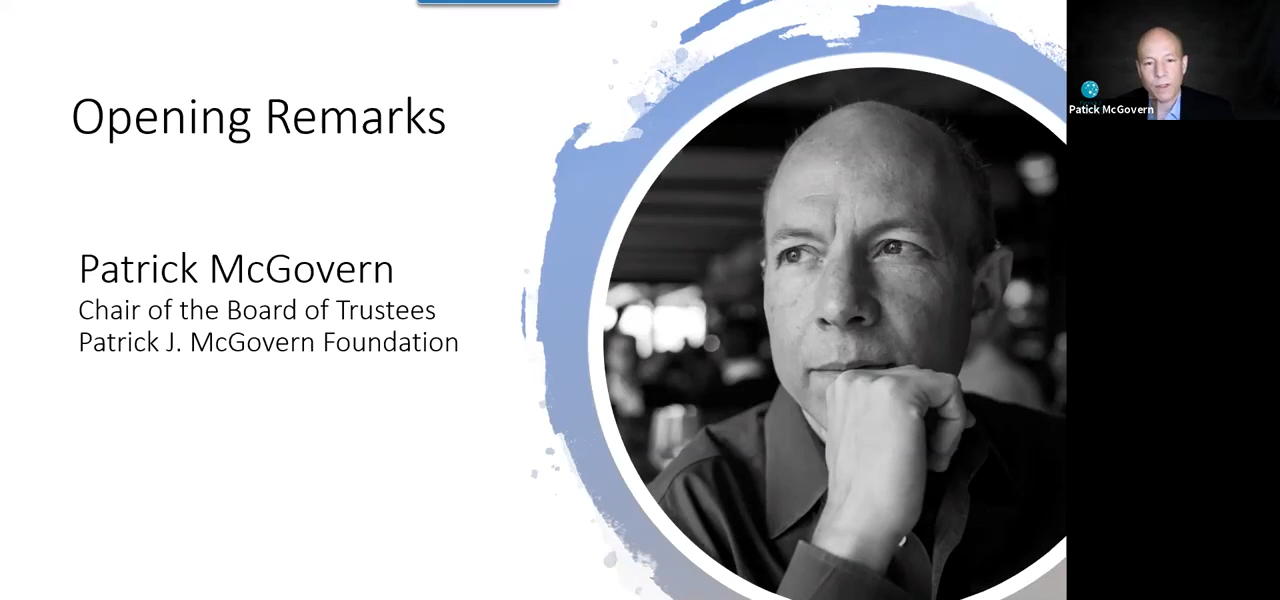 Opening Remarks
Patrick McGovern
Chair of the Board of Trustees
Patrick J. McGovern Foundation
Patick McGovern